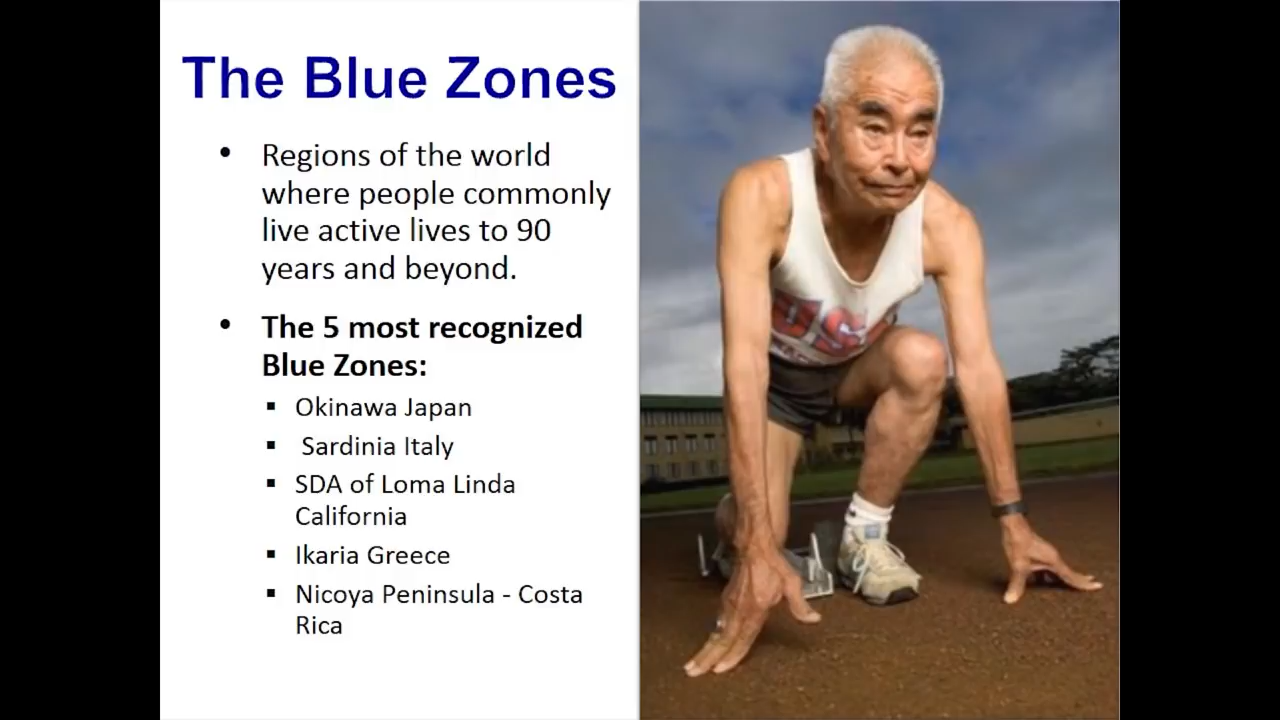 The Blue Zones
• Regions of the world
where people commonly
live active lives to 90
years and beyond.
• The 5 most recognized
Blue Zones:
▪ Okinawa Japan
▪ Sardinia Italy
▪ SDA of Loma Linda
California
▪ Ikaria Greece
▪ Nicoya Peninsula - Costa
Rica
USA